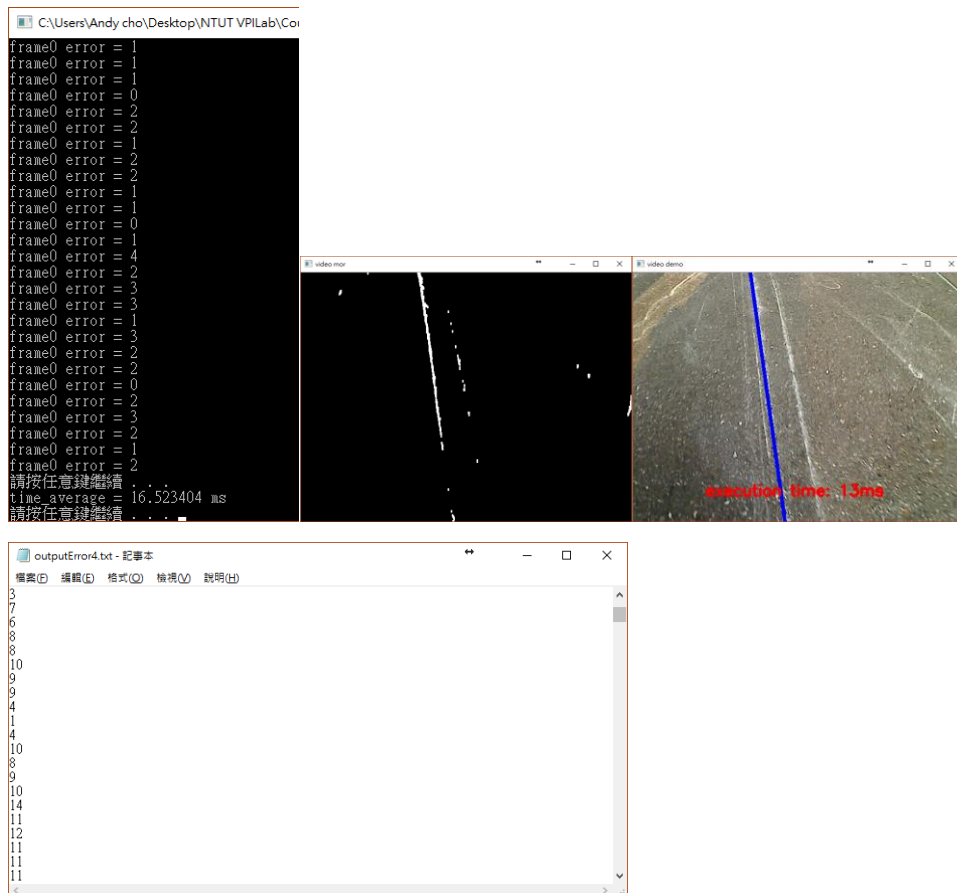 C:\Users\Andy cho\Desktop\NTUT VPILab\Cou
frame0 error = 1
frame0 error = 1
frame0 error = 1
frame0 error = 0
frame0 error = 2
frame0 error = 2
frame0 error = 1
frame0 error = 2
frame0 error = 2
frame0 error = 1
frame0 error = 1
frame0 error = 0
frame0 error = 1
frame0 error = 4
frame0 error = 2
frame0 error = 3
frame0 error = 3
frame0 error = 1
frame0 error = 3
frame0 error = 2
frame0 error = 2
frame0 error = 0
frame0 error = 2
frame0 error = 3
frame0 error = 2
frame0 error = 1
frame0 error = 2
請按任意鍵繼續 . . .
time_average = 16.523404 ms
請按任意鍵繼續 . . .
video mor
video demo
execution time: 13ms
outputError4.txt - 記事本
檔案(F) 編輯(E) 格式(O) 檢視(V) 說明(H)
3
7
6
8
8
10
9
9
4
1
4
10
8
9
10
14
11
12
11
11
11